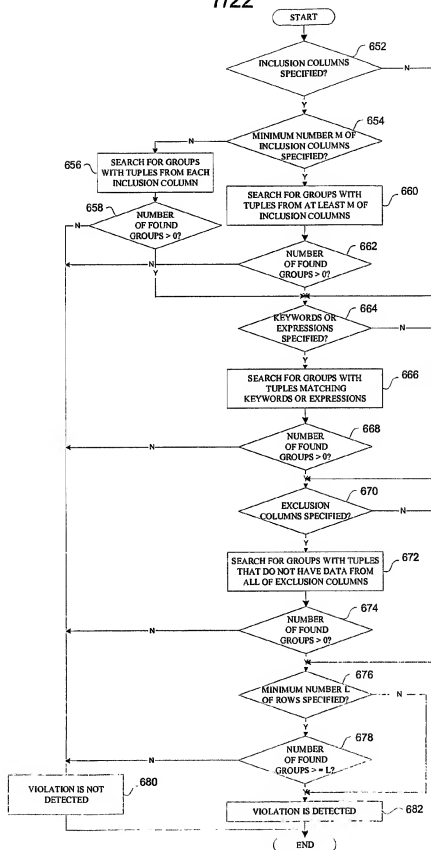 7/22
START
652
INCLUSION COLUMNS
SPECIFIED?
N
Y
654
MINIMUM NUMBER M OF
INCLUSION COLUMNS
SPECIFIED?
N
Y
656
SEARCH FOR GROUPS
WITH TUPLES FROM EACH
INCLUSION COLUMN
SEARCH FOR GROUPS WITH
TUPLES FROM AT LEAST M OF
INCLUSION COLUMNS
660
658
NUMBER
OF FOUND
GROUPS > 0?
N
Y
662
NUMBER
OF FOUND
GROUPS > 0?
N
Y
664
KEYWORDS OR
EXPRESSIONS
SPECIFIED?
N
Y
666
SEARCH FOR GROUPS WITH
TUPLES MATCHING
KEYWORDS OR EXPRESSIONS
668
NUMBER
OF FOUND
GROUPS > 0?
N
Y
670
EXCLUSION
COLUMNS SPECIFIED?
N
Y
672
SEARCH FOR GROUPS WITH TUPLES
THAT DO NOT HAVE DATA FROM
ALL OF EXCLUSION COLUMNS
674
NUMBER
OF FOUND
GROUPS > 0?
N
Y
676
MINIMUM NUMBER L
OF ROWS SPECIFIED?
N
Y
678
NUMBER
OF FOUND
GROUPS > = L?
N
Y
680
VIOLATION IS NOT
DETECTED
VIOLATION IS DETECTED
682
END